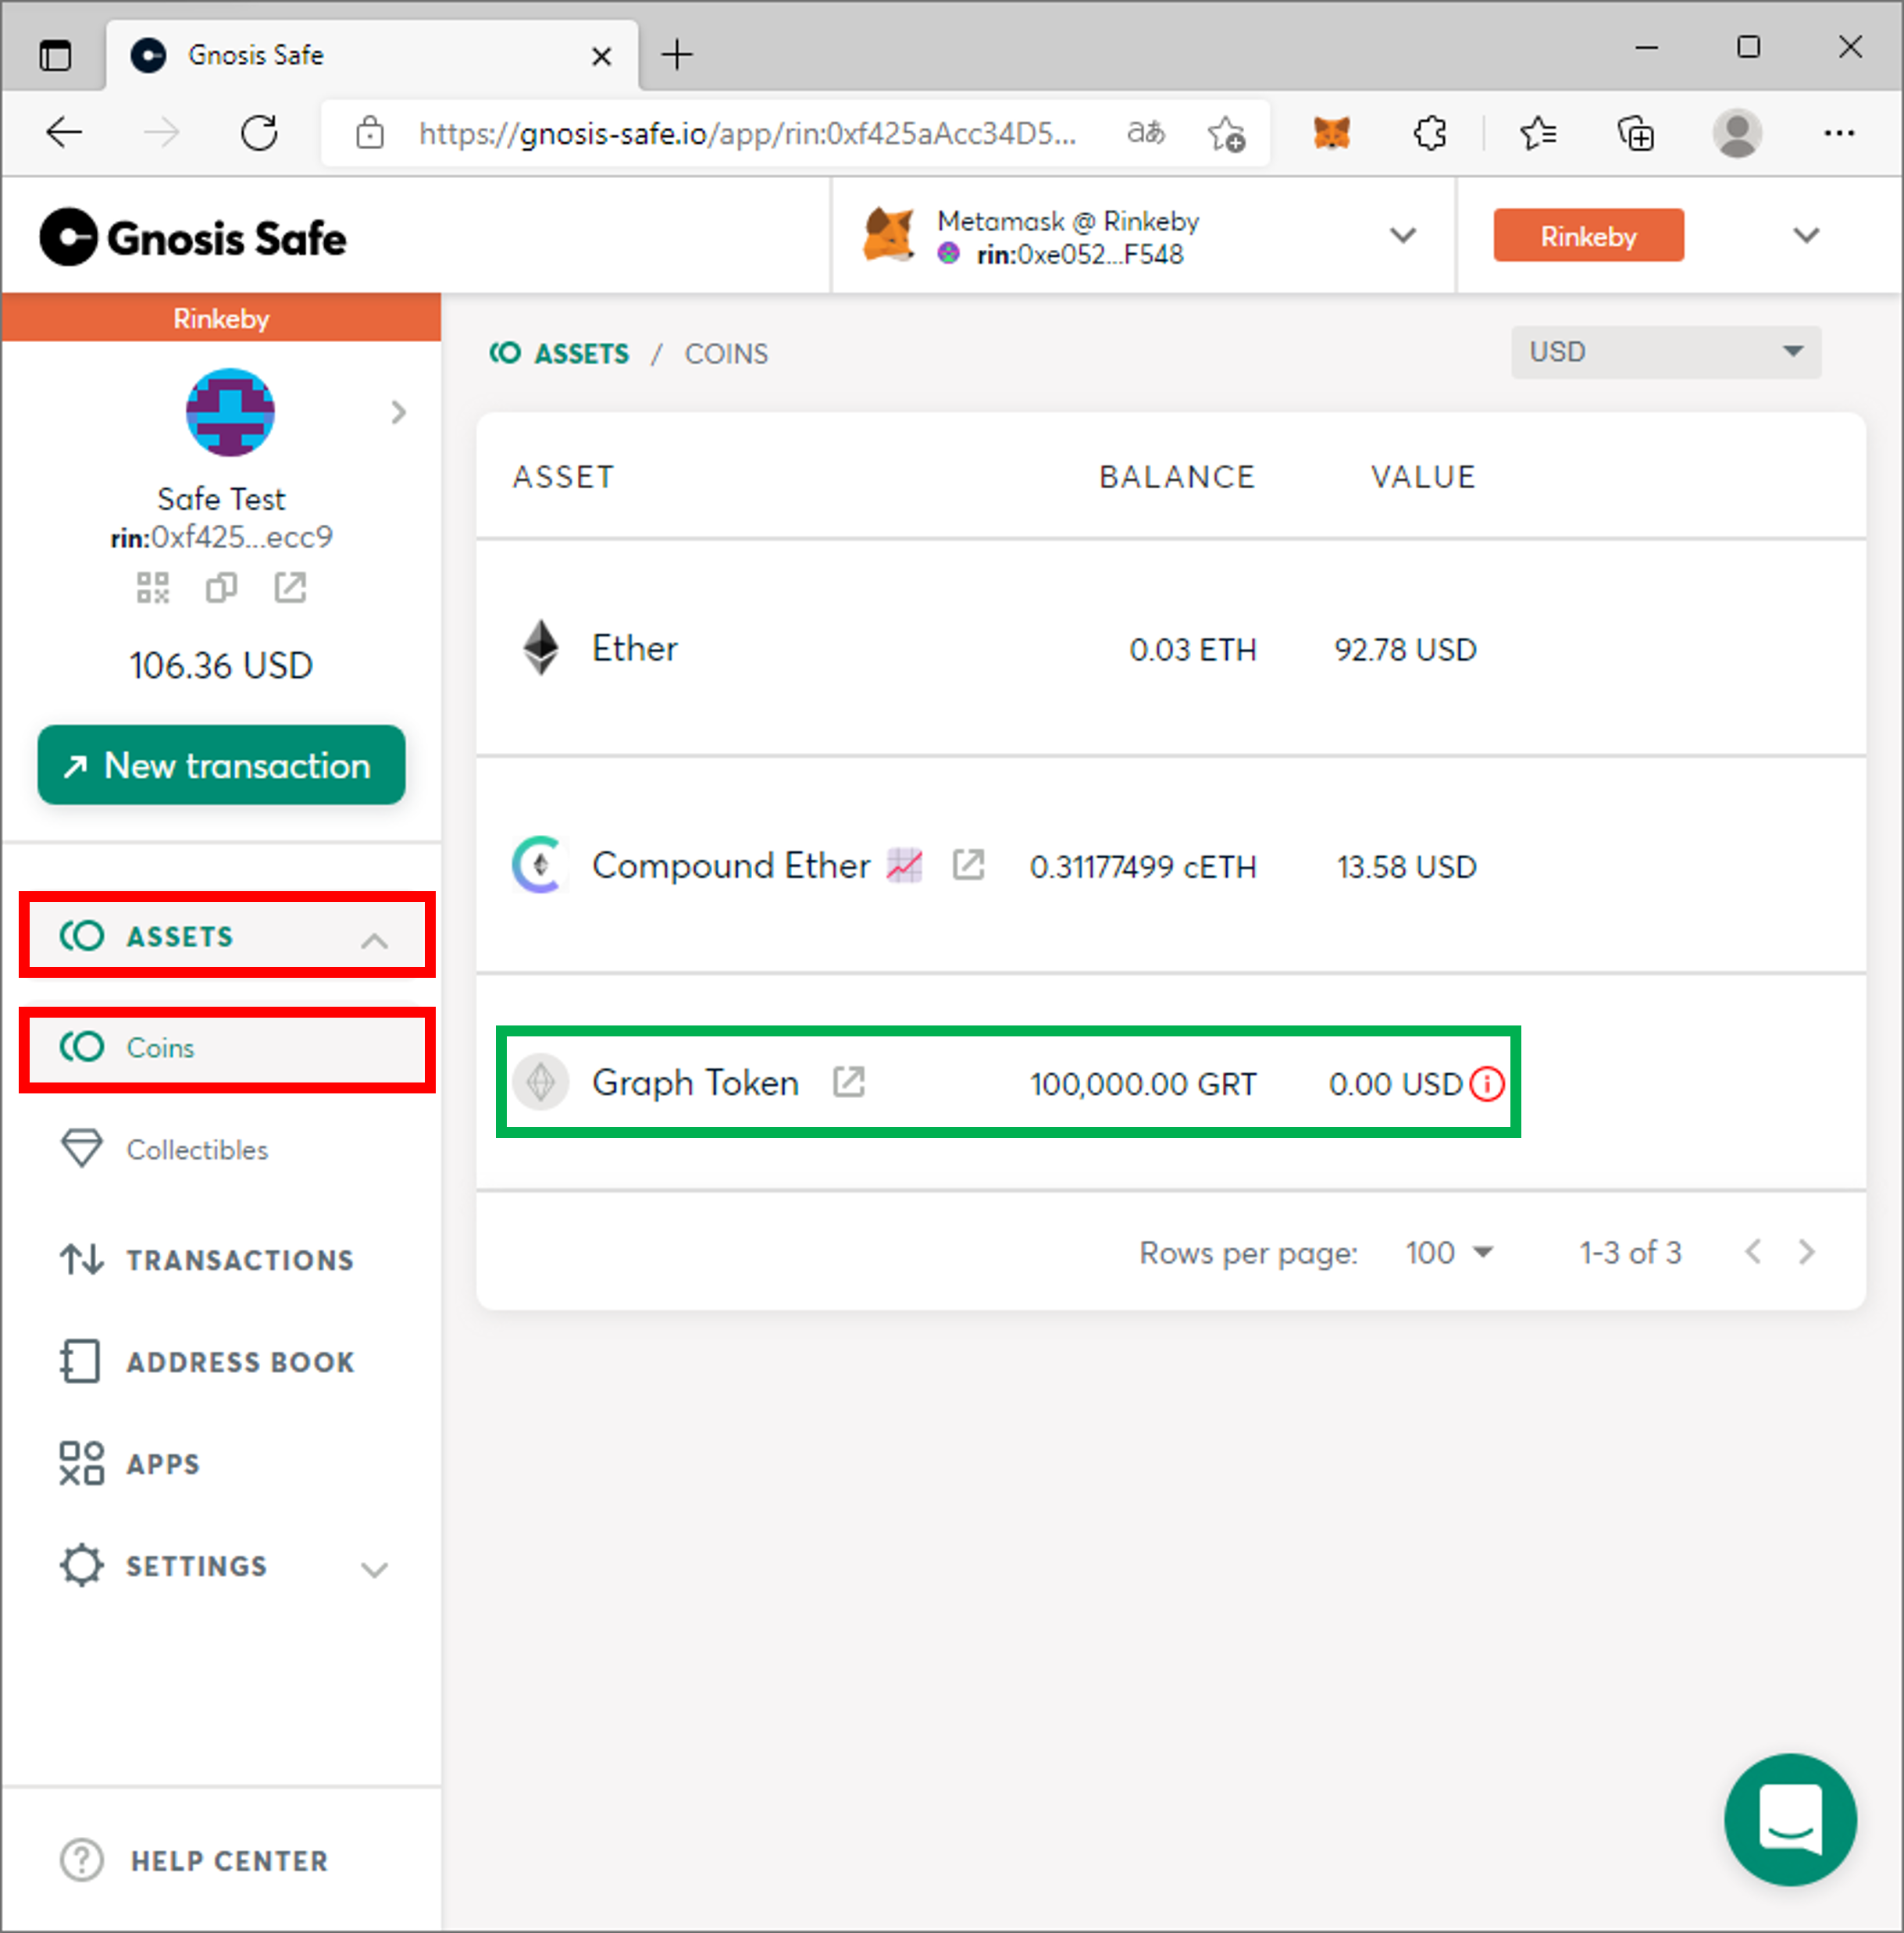 Gnosis Safe
https://gnosis-safe.io/app/rin:0xf425aAcc34D5...
aあ
Gnosis Safe
Metamask @ Rinkeby
rin:0xe052...F548
Rinkeby
Rinkeby
Safe Test
rin:0xf425...ecc9
106.36 USD
New transaction
ASSETS
Coins
Collectibles
TRANSACTIONS
ADDRESS BOOK
APPS
SETTINGS
HELP CENTER
ASSETS / COINS
USD
ASSET BALANCE VALUE
Ether 0.03 ETH 92.78 USD
Compound Ether 0.31177499 cETH 13.58 USD
Graph Token 100,000.00 GRT 0.00 USD
Rows per page: 100 1-3 of 3